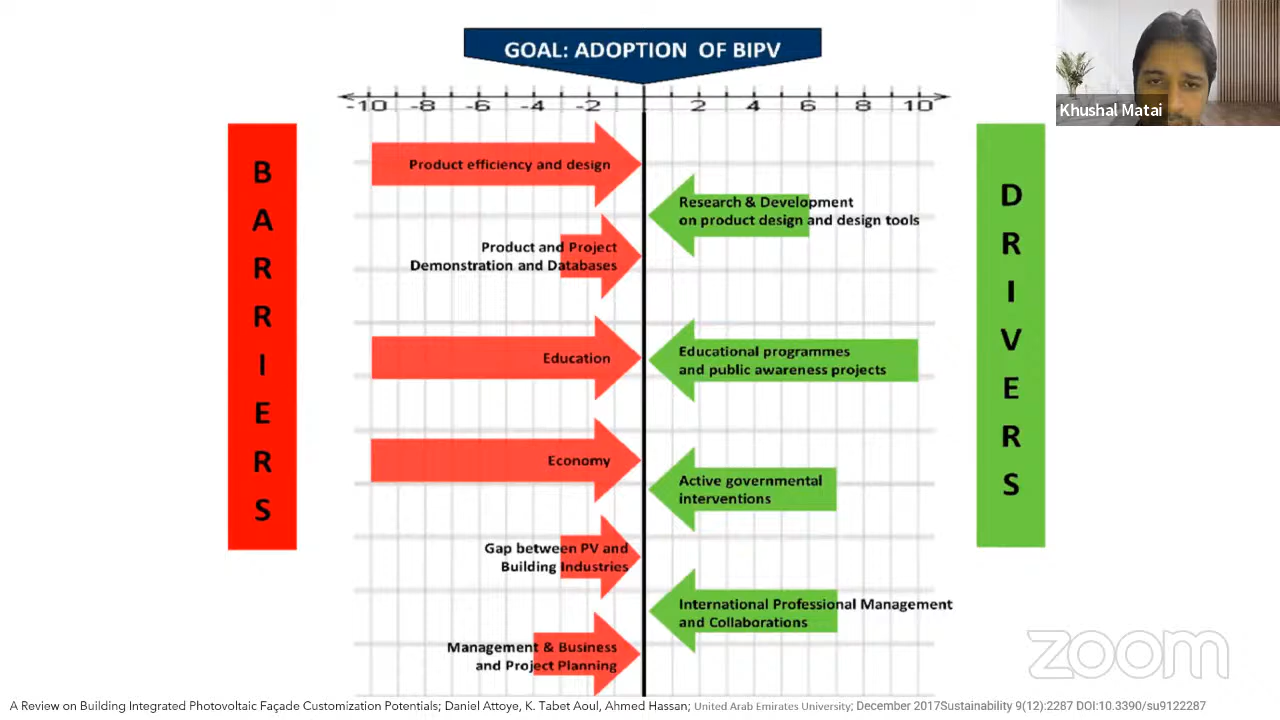 GOAL: ADOPTION OF BIPV
-10 -8 -6 -4 -2 2 4 6 8 10
Khushal Matai
BARRIERS
Product efficiency and design
Product and Project
Demonstration and Databases
Education
Economy
Gap between PV and
Building Industries
Management & Business
and Project Planning
Research & Development
on product design and design tools
Educational programmes
and public awareness projects
Active governmental
interventions
International Professional Management
and Collaborations
DRIVERS
zoom
A Review on Building Integrated Photovoltaic Façade Customization Potentials; Daniel Attoye, K. Tabet Aoul, Ahmed Hassan; United Arab Emirates University; December 2017Sustainability 9(12):2287 DOI:10.3390/su9122287